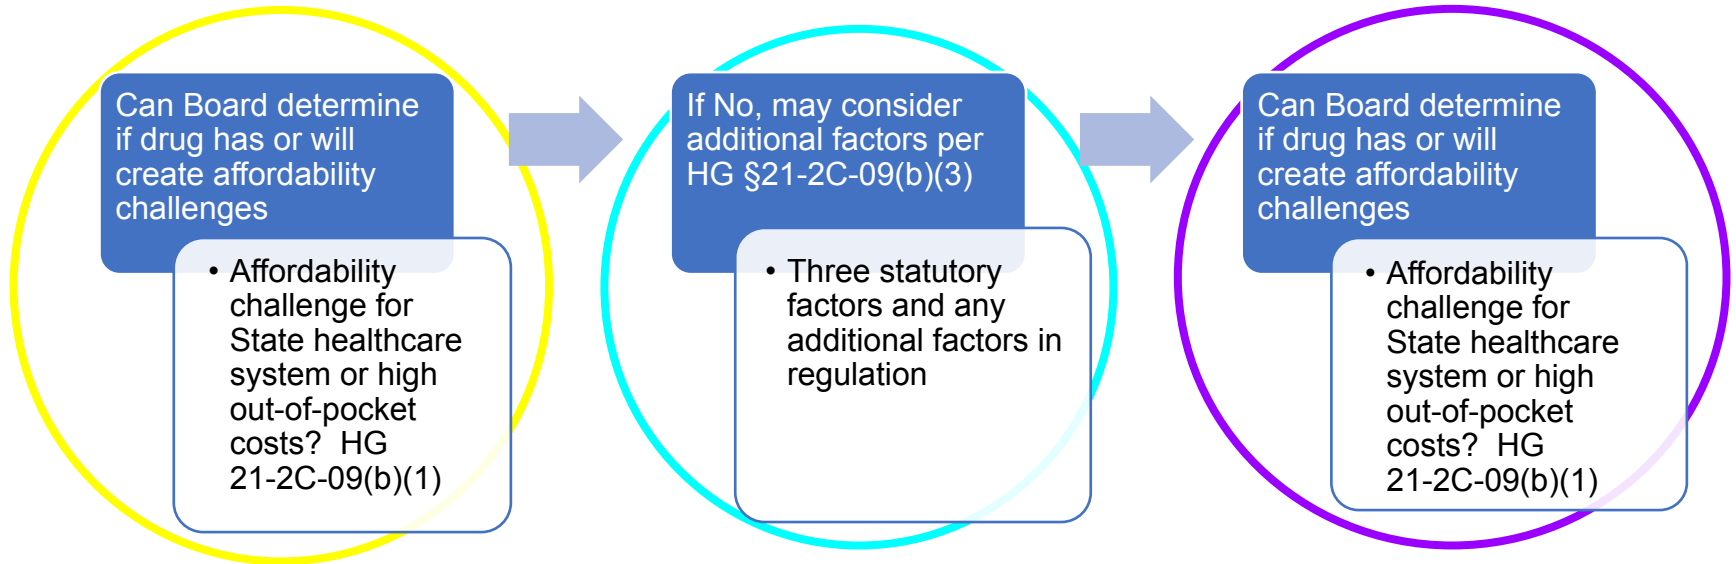 Can Board determine
if drug has or will
create affordability
challenges
• Affordability
challenge for
State healthcare
system or high
out-of-pocket
costs?  HG
21-2C-09(b)(1)
If No, may consider
additional factors per
HG §21-2C-09(b)(3)
• Three statutory
factors and any
additional factors in
regulation
Can Board determine
if drug has or will
create affordability
challenges
• Affordability
challenge for
State healthcare
system or high
out-of-pocket
costs?  HG
21-2C-09(b)(1)